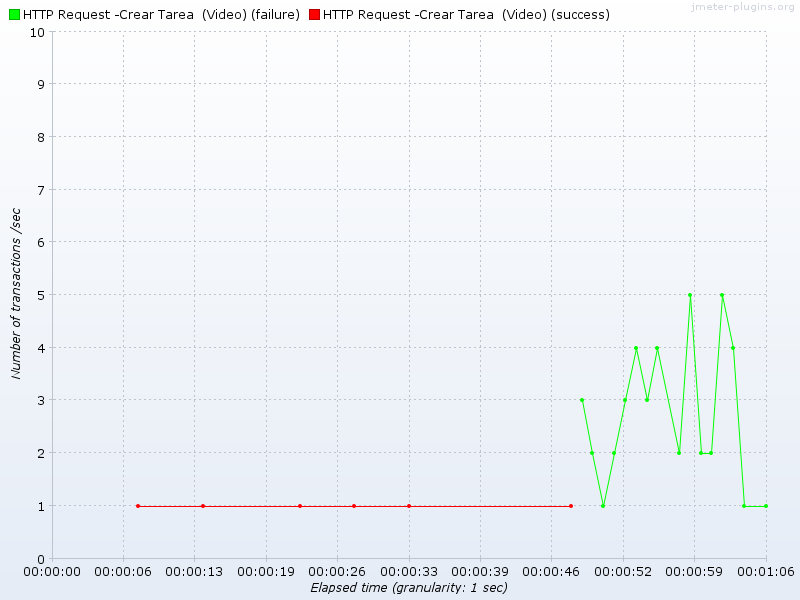 HTTP Request -Crear Tarea  (Video) (failure) HTTP Request -Crear Tarea  (Video) (success)
jmeter-plugins.org
10
9
8
7
6
5
4
3
2
1
0
Number of transactions /sec
00:00:00 00:00:06 00:00:13 00:00:19 00:00:26 00:00:33 00:00:39 00:00:46 00:00:52 00:00:59 00:01:06
Elapsed time (granularity: 1 sec)